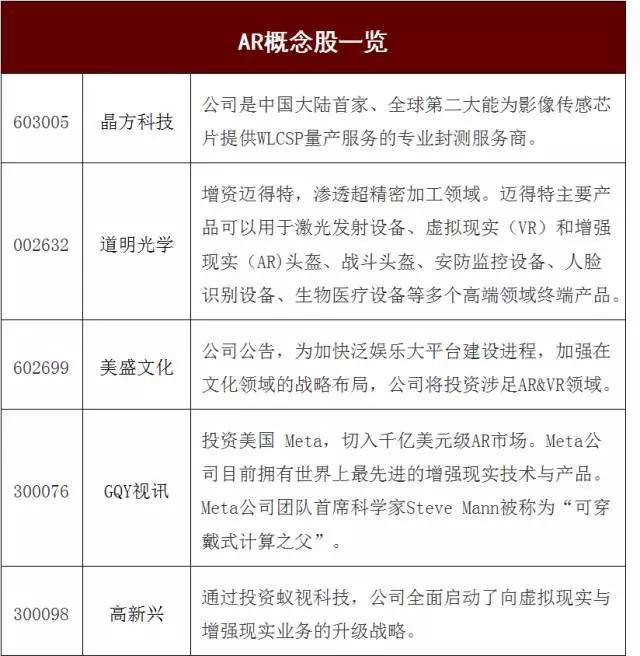 AR概念股一览
603005
晶方科技
公司是中国大陆首家、全球第二大能为影像传感芯
片提供WLCSP量产服务的专业封测服务商。
002632
道明光学
增资迈得特，渗透超精密加工领域。迈得特主要产
品可以用于激光发射设备、虚拟现实（VR）和增强
现实（AR)头盔、战斗头盔、安防监控设备、人脸
识别设备、生物医疗设备等多个高端领域终端产品。
602699
美盛文化
公司公告，为加快泛娱乐大平台建设进程，加强在
文化领域的战略布局，公司将投资涉足AR&VR领域。
300076
GQY视讯
投资美国 Meta，切入千亿美元级AR市场。Meta公
司目前拥有世界上最先进的增强现实技术与产品。
Meta公司团队首席科学家Steve Mann被称为“可穿
戴式计算之父”。
300098
高新兴
通过投资蚁视科技，公司全面启动了向虚拟现实与
增强现实业务的升级战略。